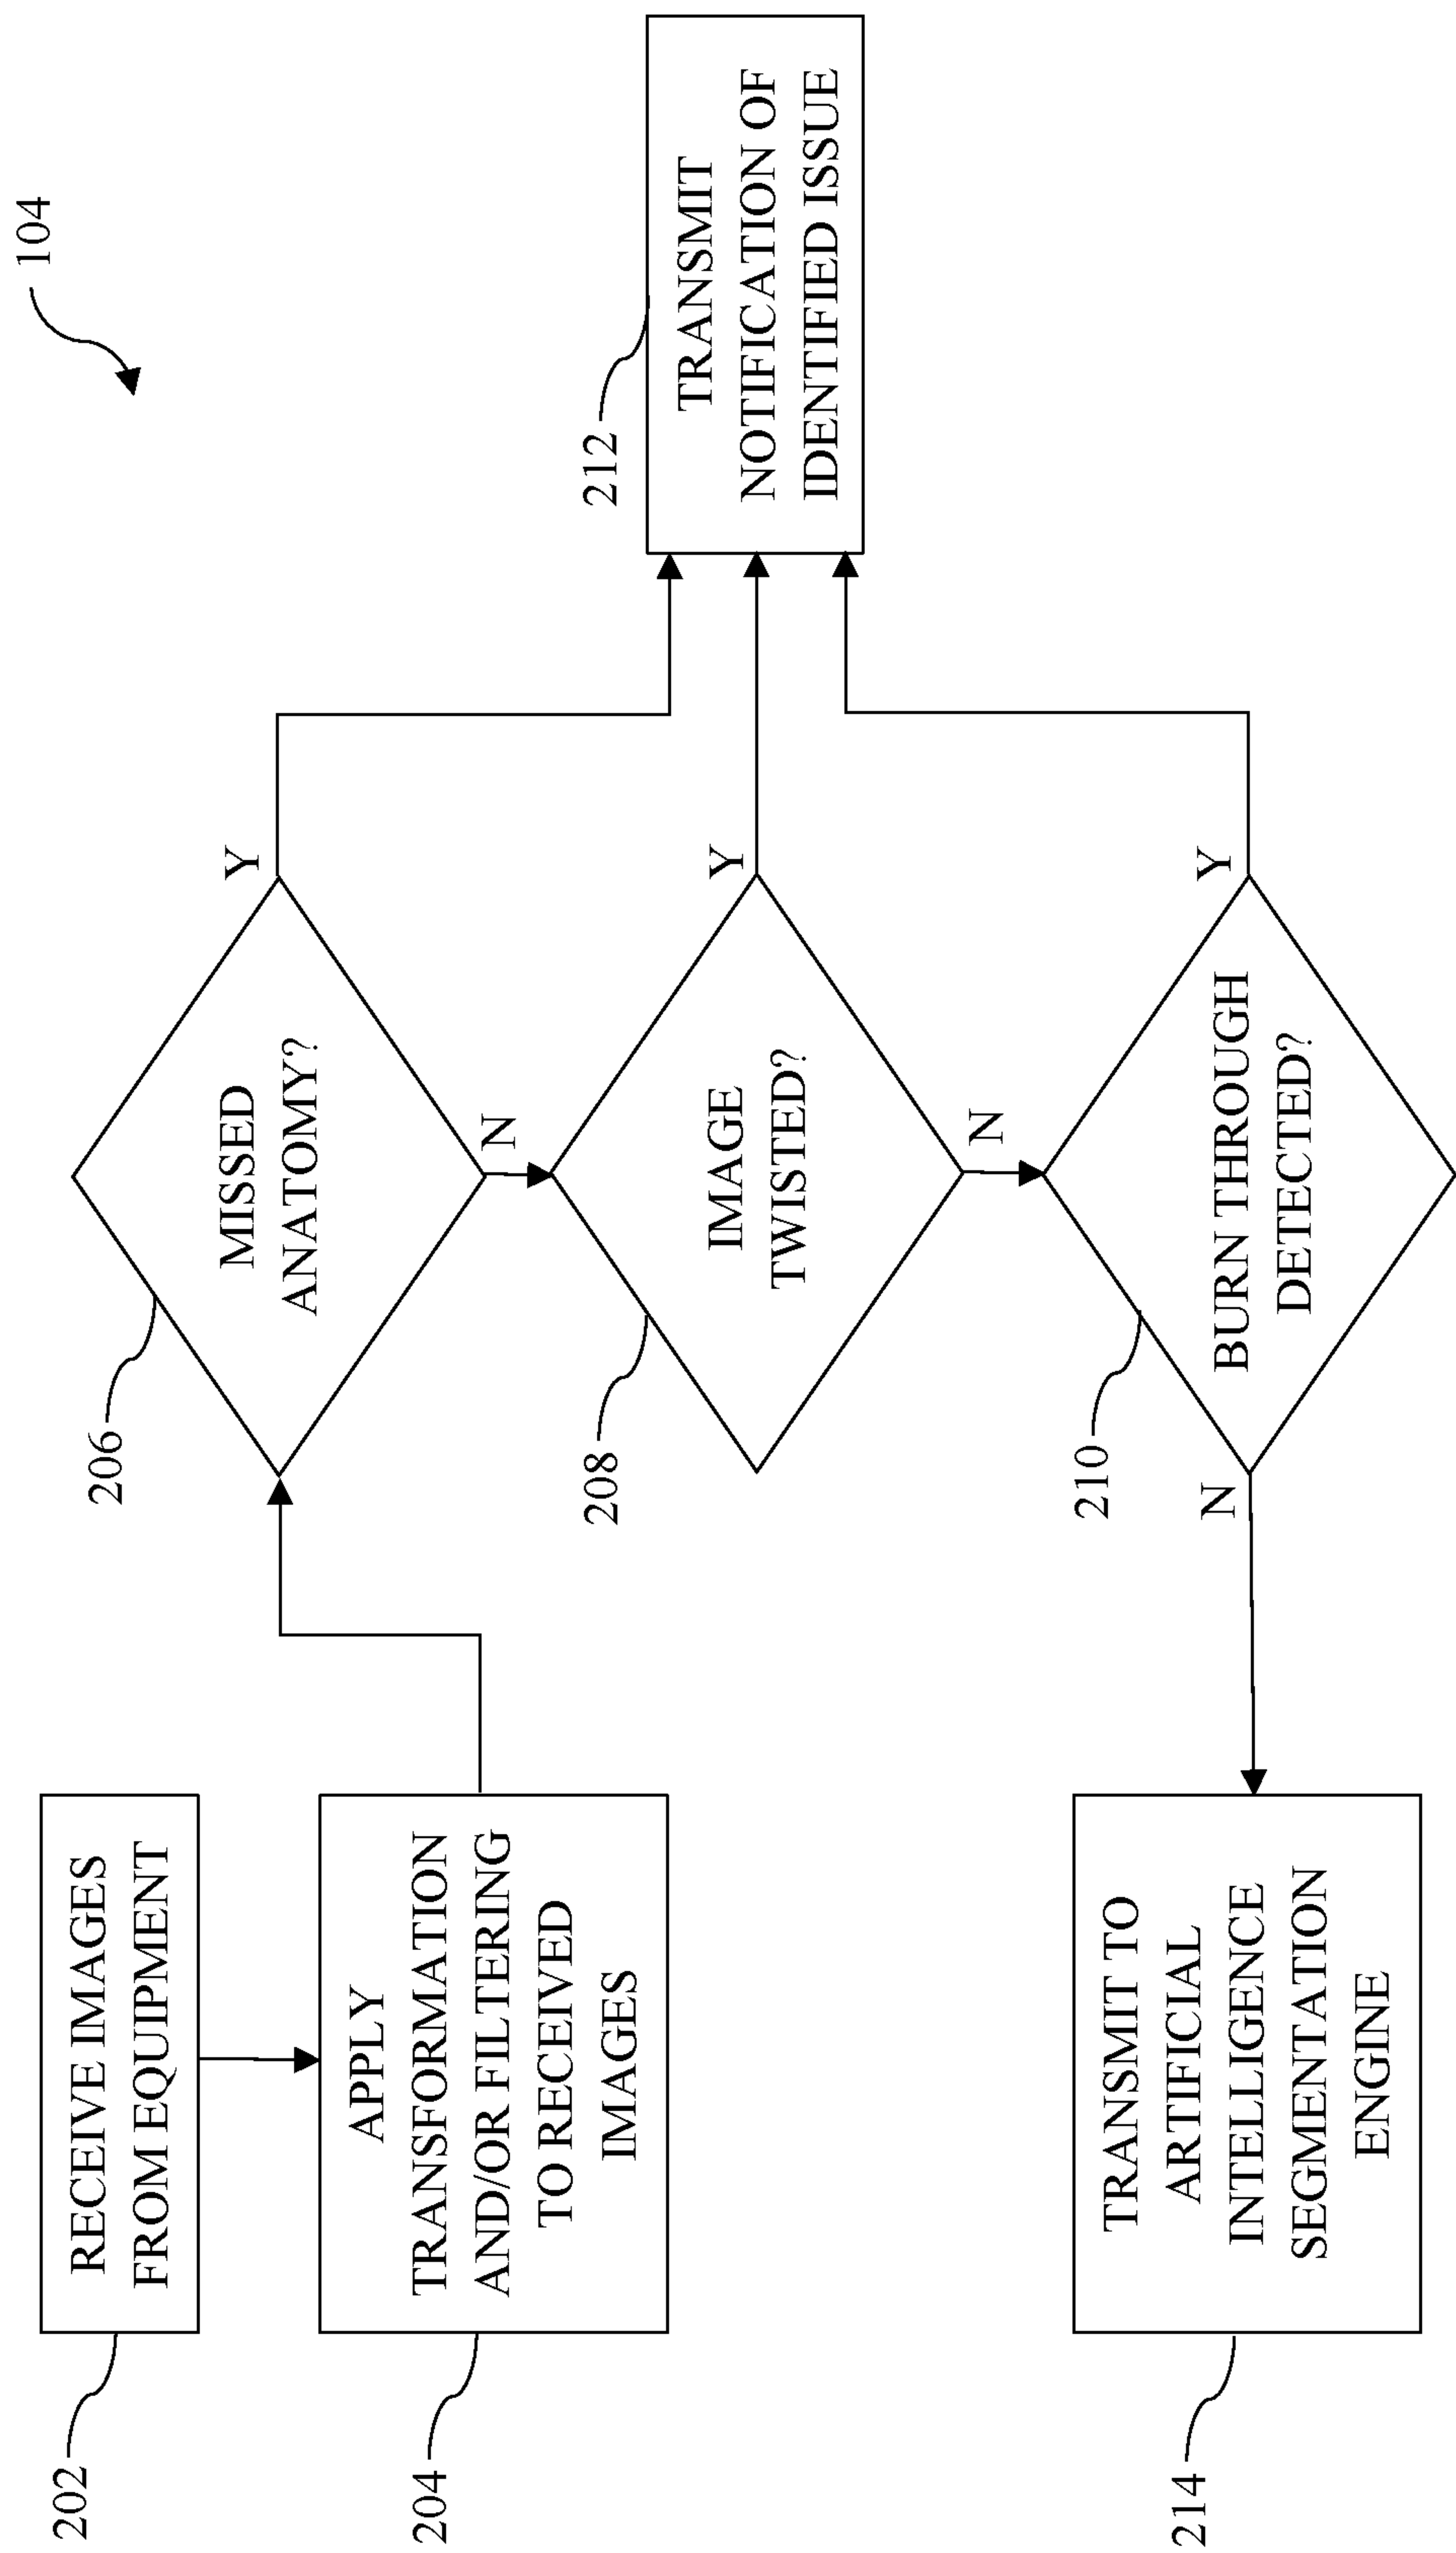 104
202
RECEIVE IMAGES
FROM EQUIPMENT
204
APPLY
TRANSFORMATION
AND/OR FILTERING
TO RECEIVED
IMAGES
206
MISSED
ANATOMY?
Y
N
208
IMAGE
TWISTED?
Y
N
210
BURN THROUGH
DETECTED?
Y
N
212
TRANSMIT
NOTIFICATION OF
IDENTIFIED ISSUE
214
TRANSMIT TO
ARTIFICIAL
INTELLIGENCE
SEGMENTATION
ENGINE